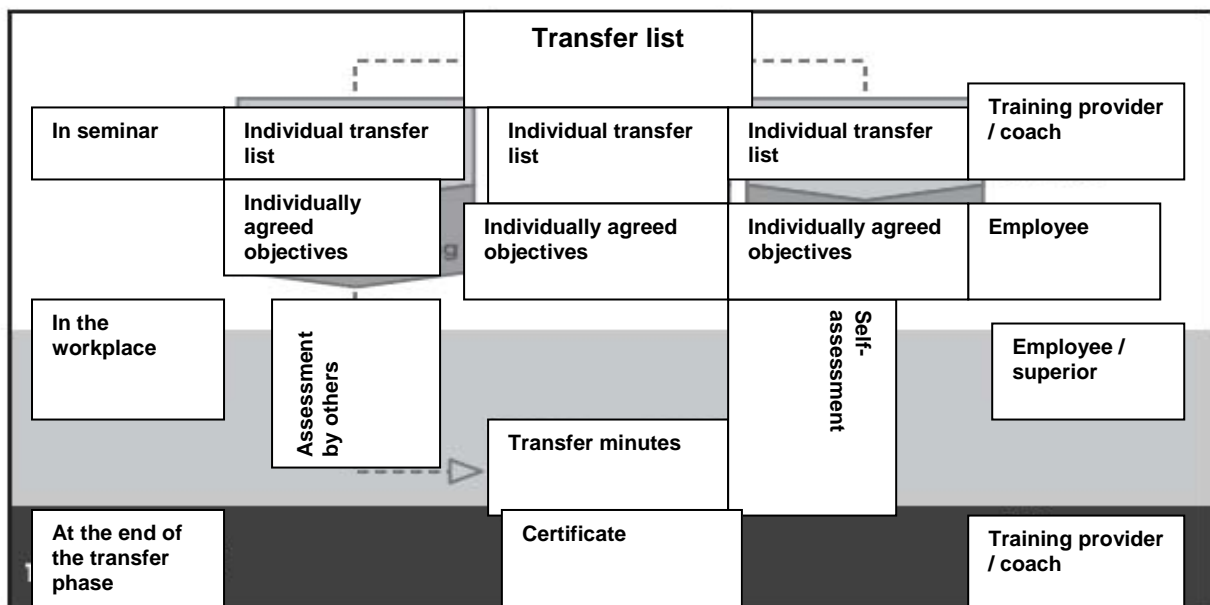 Transfer list
In seminar
Individual transfer
list
Individual transfer
list
Individual transfer
list
Training provider
/ coach
Individually
agreed
objectives
Individually agreed
objectives
Individually agreed
objectives
Employee
g
In the
workplace
Assessment
by others
Self-
assessment
Employee /
superior
Transfer minutes
At the end of
the transfer
phase
Certificate
Training provider
/ coach